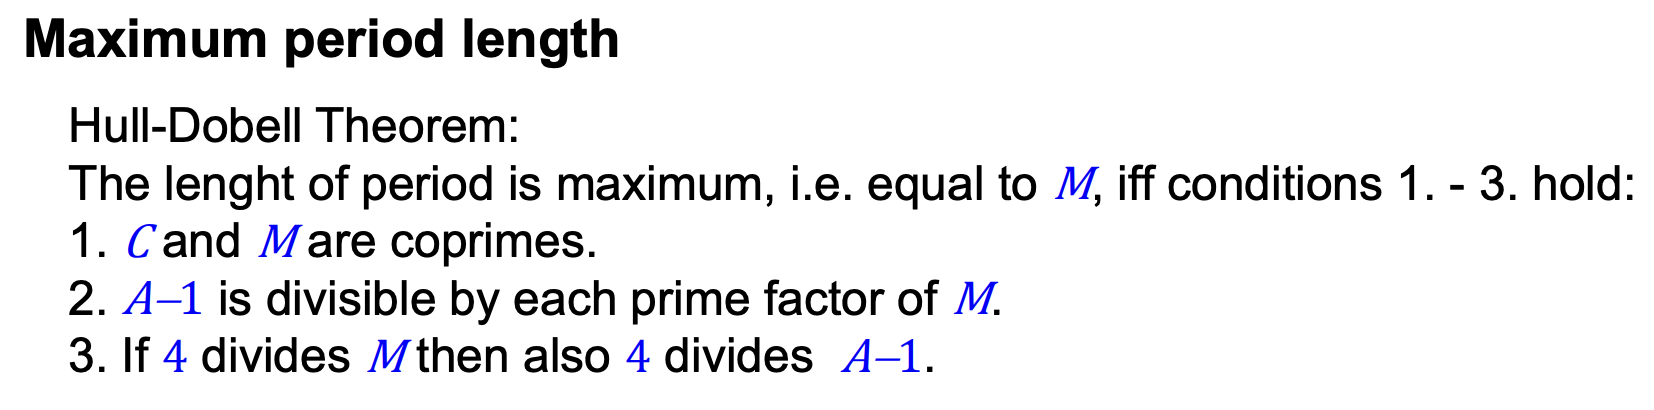 Maximum period length
Hull-Dobell Theorem:
The lenght of period is maximum, i.e. equal to M, iff conditions 1. - 3. hold:
1. C and M are coprimes.
2. A–1 is divisible by each prime factor of M.
3. If 4 divides M then also 4 divides A–1.